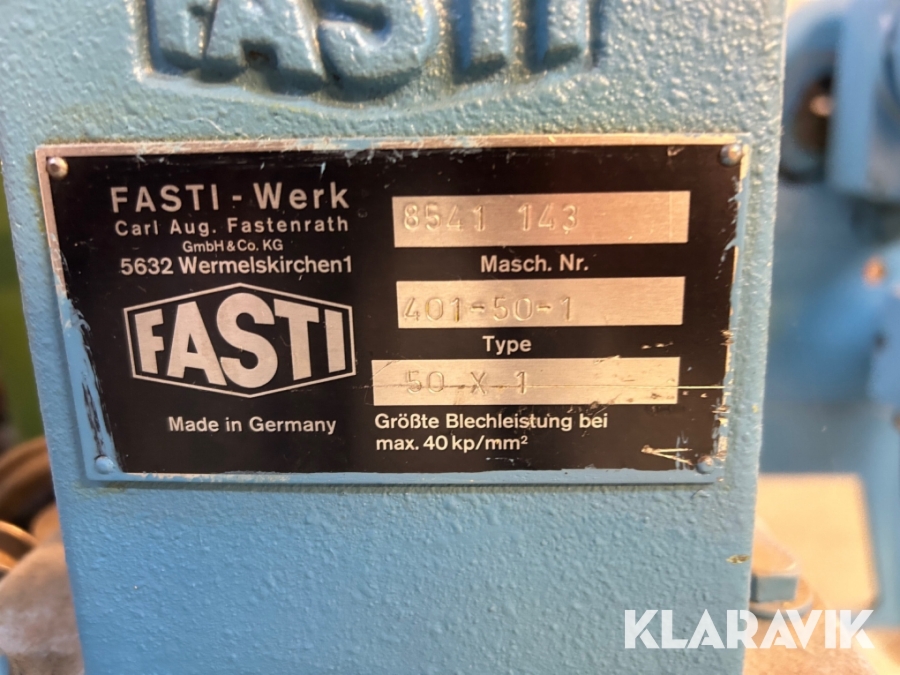 FASTI
FASTI-Werk
Carl Aug. Fastenrath
GmbH & Co. KG
5632 Wermelskirchen1
FASTI
Made in Germany
8541 143
Masch. Nr.
401-50-1
Type
50 X 1
Größte Blechleistung bei
max. 40 kp/mm²
KLARAVIK